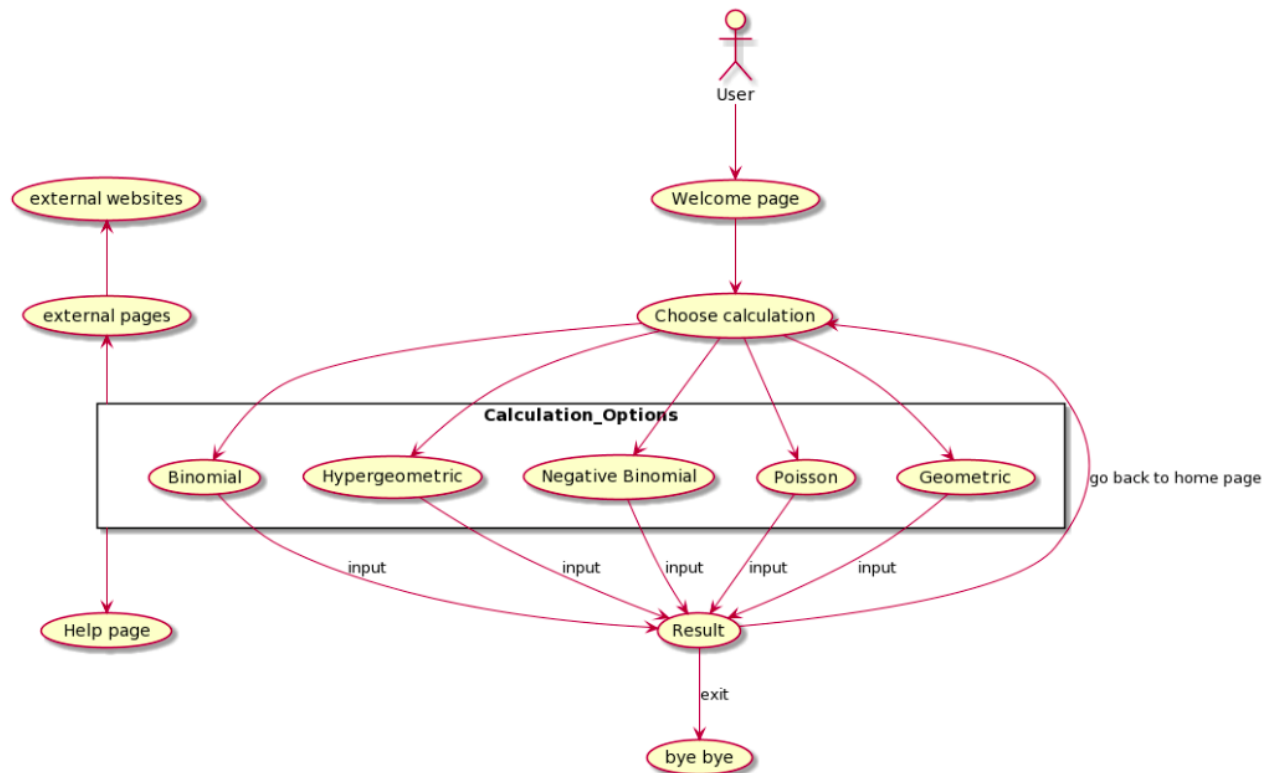 User
external websites
Welcome page
external pages
Choose calculation
Calculation_Options
Binomial
Hypergeometric
Negative Binomial
Poisson
Geometric
go back to home page
input
input
input
input
input
Help page
Result
exit
bye bye